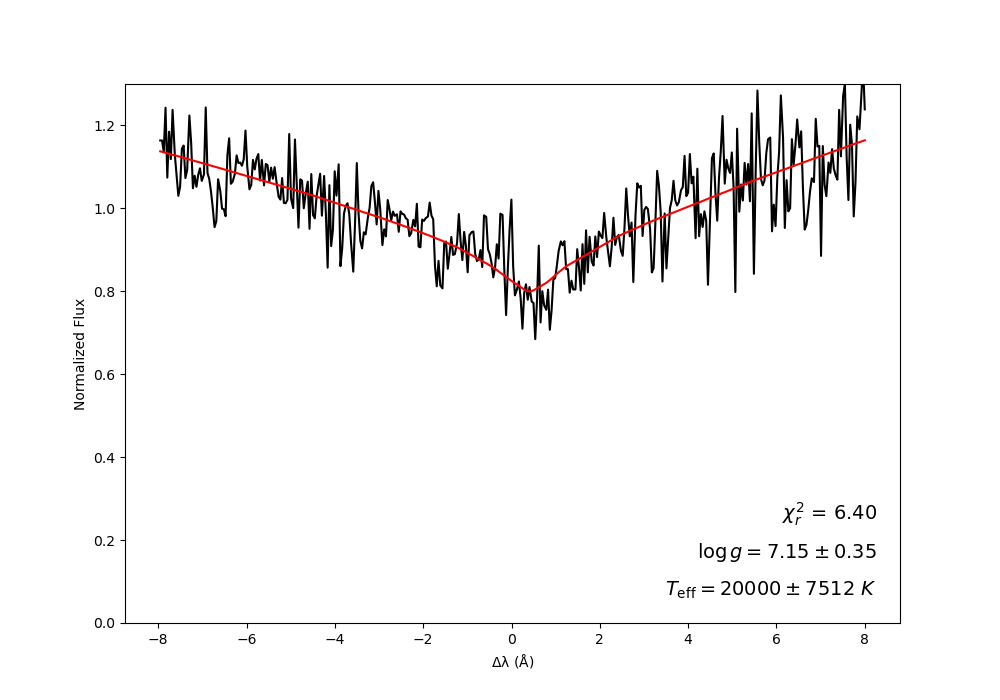 1.2
1.0
0.8
0.6
0.4
0.2
0.0
Normalized Flux
χ²ᵣ = 6.40
log g = 7.15 ± 0.35
T_eff = 20000 ± 7512 K
−8 −6 −4 −2 0 2 4 6 8
Δλ (Å)